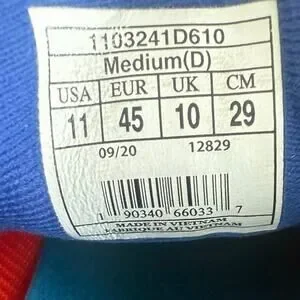 1103241D610
Medium(D)
USA EUR UK CM
11 45 10 29
09/20 12829
1 90340 66033 7
MADE IN VIETNAM
FABRIQUE AU VIETNAM